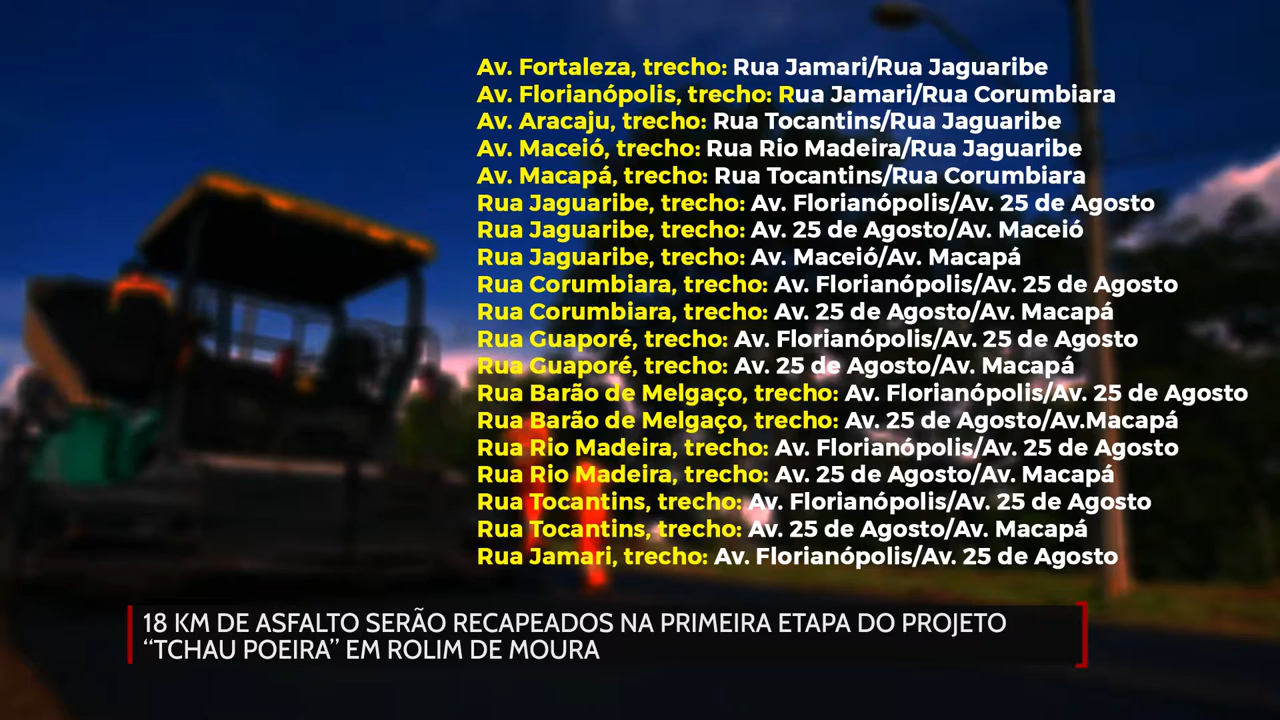 Av. Fortaleza, trecho: Rua Jamari/Rua Jaguaribe
Av. Florianópolis, trecho: Rua Jamari/Rua Corumbiara
Av. Aracaju, trecho: Rua Tocantins/Rua Jaguaribe
Av. Maceió, trecho: Rua Rio Madeira/Rua Jaguaribe
Av. Macapá, trecho: Rua Tocantins/Rua Corumbiara
Rua Jaguaribe, trecho: Av. Florianópolis/Av. 25 de Agosto
Rua Jaguaribe, trecho: Av. 25 de Agosto/Av. Maceió
Rua Jaguaribe, trecho: Av. Maceió/Av. Macapá
Rua Corumbiara, trecho: Av. Florianópolis/Av. 25 de Agosto
Rua Corumbiara, trecho: Av. 25 de Agosto/Av. Macapá
Rua Guaporé, trecho: Av. Florianópolis/Av. 25 de Agosto
Rua Guaporé, trecho: Av. 25 de Agosto/Av. Macapá
Rua Barão de Melgaço, trecho: Av. Florianópolis/Av. 25 de Agosto
Rua Barão de Melgaço, trecho: Av. 25 de Agosto/Av.Macapá
Rua Rio Madeira, trecho: Av. Florianópolis/Av. 25 de Agosto
Rua Rio Madeira, trecho: Av. 25 de Agosto/Av. Macapá
Rua Tocantins, trecho: Av. Florianópolis/Av. 25 de Agosto
Rua Tocantins, trecho: Av. 25 de Agosto/Av. Macapá
Rua Jamari, trecho: Av. Florianópolis/Av. 25 de Agosto
18 KM DE ASFALTO SERÃO RECAPEADOS NA PRIMEIRA ETAPA DO PROJETO
“TCHAU POEIRA” EM ROLIM DE MOURA